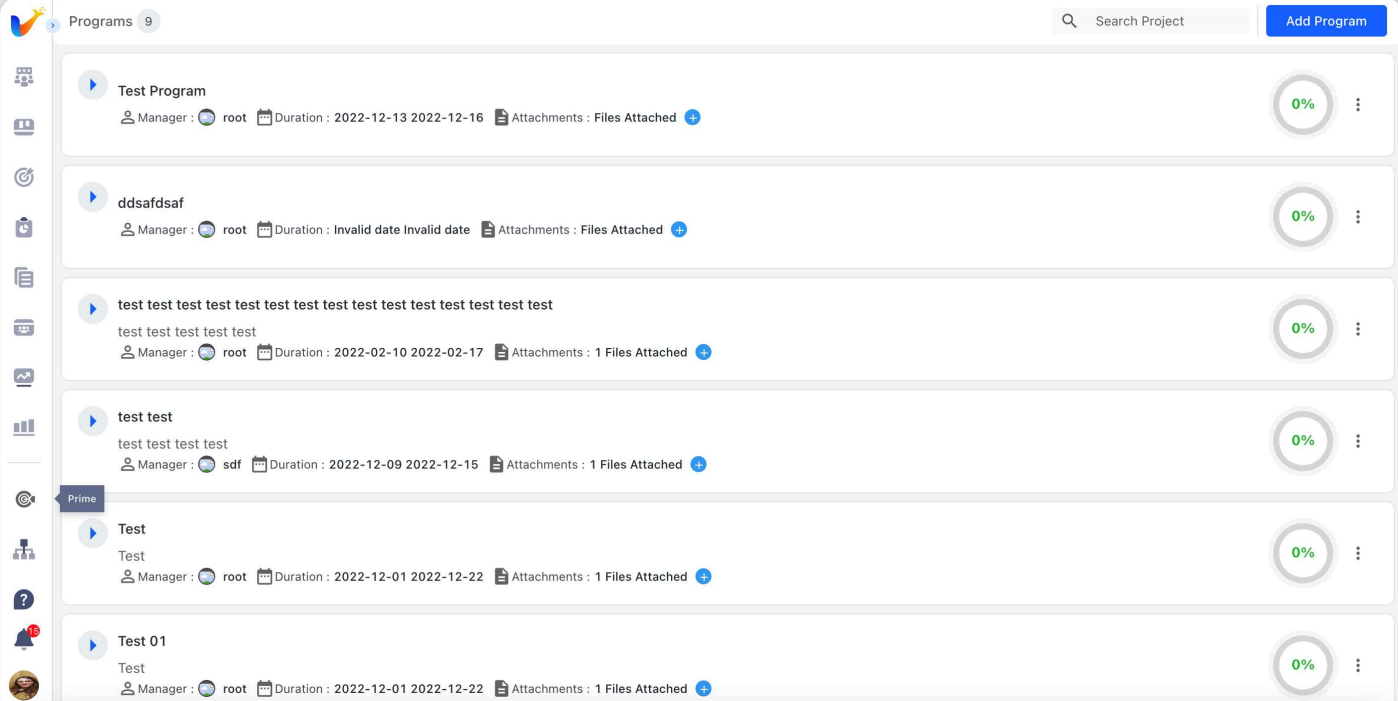 Programs 9 Search Project Add Program
Test Program
Manager : root Duration : 2022-12-13 2022-12-16 Attachments : Files Attached
0%
ddsafdsaf
Manager : root Duration : Invalid date Invalid date Attachments : Files Attached
0%
test test test test test test test test test test test test test test test
test test test test test
Manager : root Duration : 2022-02-10 2022-02-17 Attachments : 1 Files Attached
0%
test test
test test test test
Manager : sdf Duration : 2022-12-09 2022-12-15 Attachments : 1 Files Attached
0%
Prime
Test
Test
Manager : root Duration : 2022-12-01 2022-12-22 Attachments : 1 Files Attached
0%
Test 01
Test
Manager : root Duration : 2022-12-01 2022-12-22 Attachments : 1 Files Attached
0%
?
15